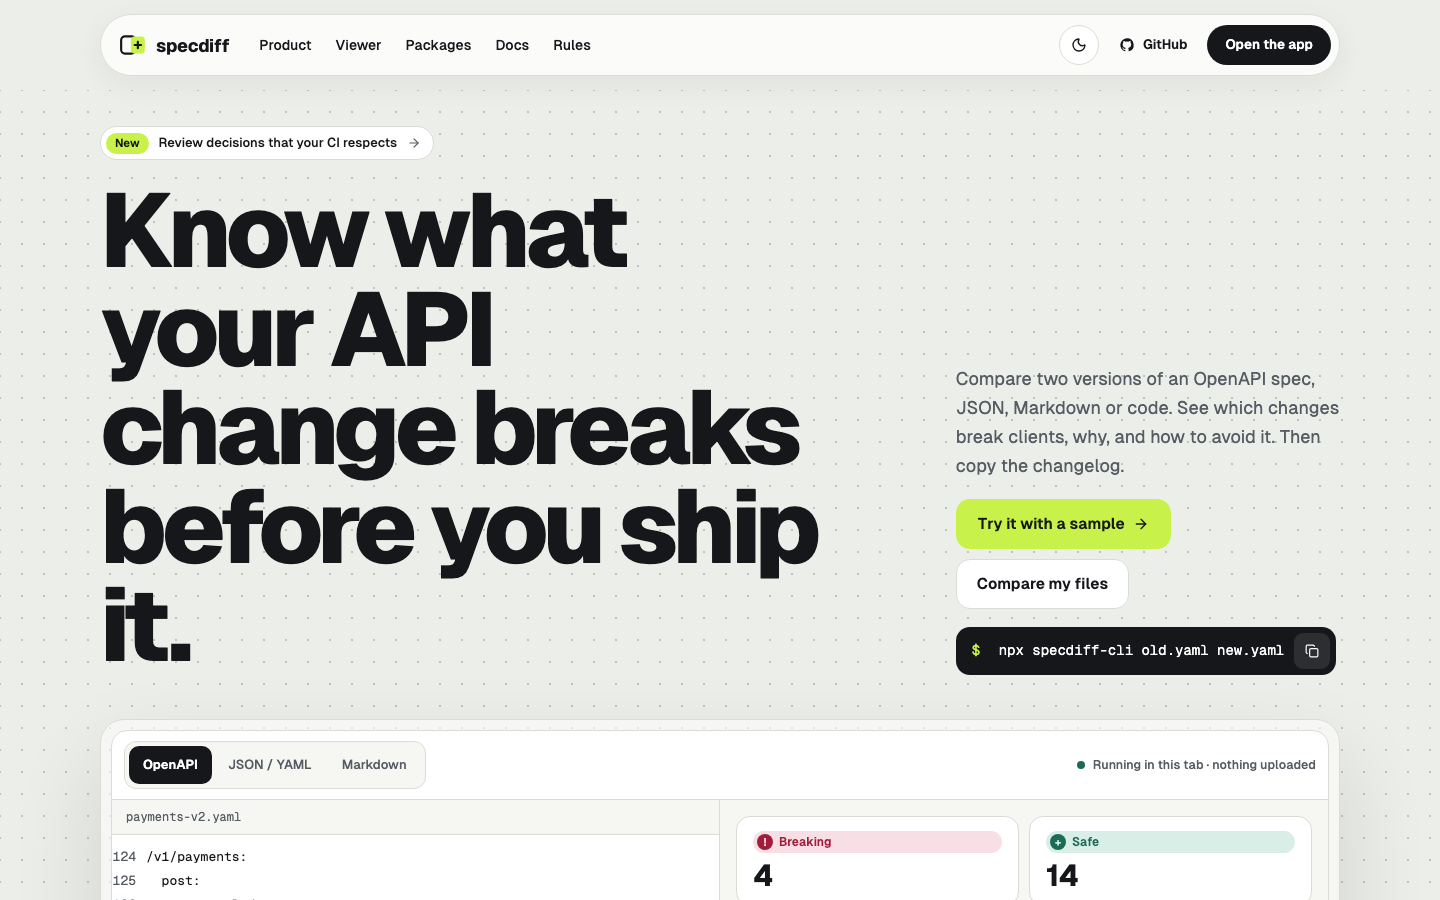 specdiff
Product
Viewer
Packages
Docs
Rules
GitHub
Open the app
New
Review decisions that your CI respects
Know what
your API
change breaks
before you ship
it.
Compare two versions of an OpenAPI spec,
JSON, Markdown or code. See which changes
break clients, why, and how to avoid it. Then
copy the changelog.
Try it with a sample
Compare my files
$ npx specdiff-cli old.yaml new.yaml
OpenAPI
JSON / YAML
Markdown
Running in this tab · nothing uploaded
payments-v2.yaml
124 /v1/payments:
125 post:
! Breaking
4
+ Safe
14